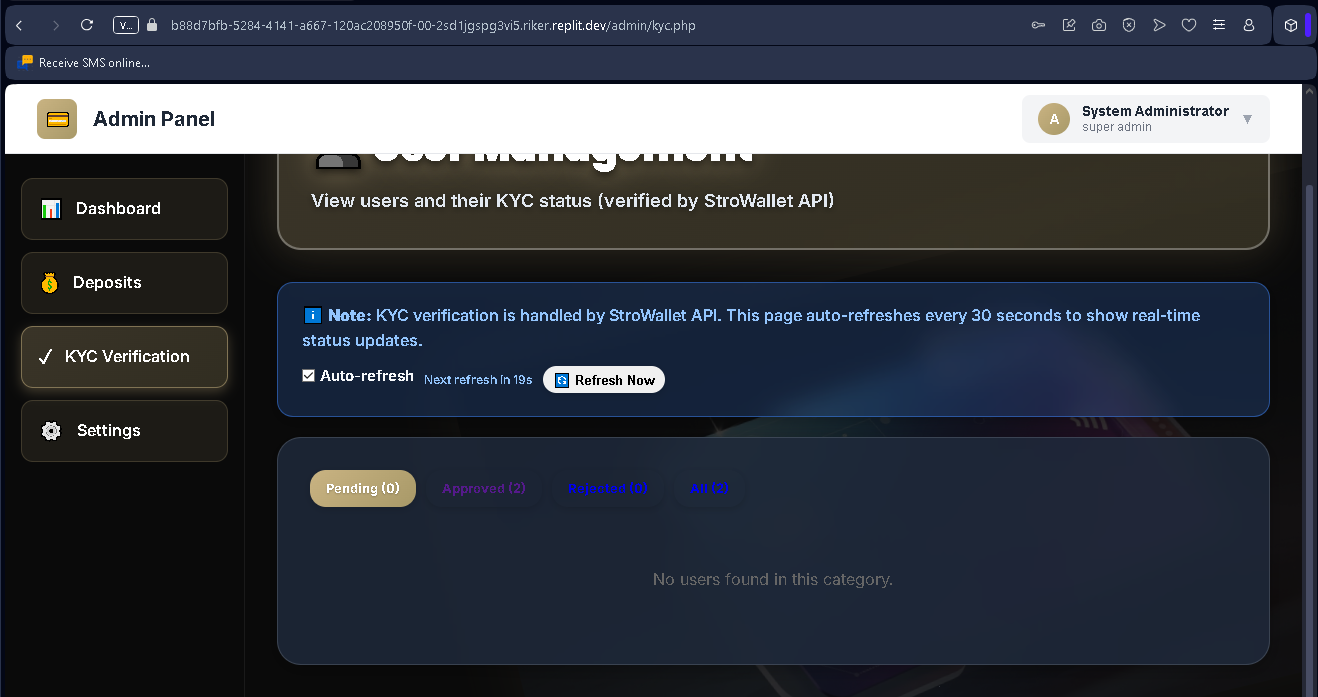 V...
b88d7bfb-5284-4141-a667-120ac208950f-00-2sd1jgspg3vi5.riker.replit.dev/admin/kyc.php
Receive SMS online...
Admin Panel
A
System Administrator
super admin
User Management
View users and their KYC status (verified by StroWallet API)
Dashboard
Deposits
KYC Verification
Settings
Note: KYC verification is handled by StroWallet API. This page auto-refreshes every 30 seconds to show real-time
status updates.
Auto-refresh
Next refresh in 19s
Refresh Now
Pending (0)
Approved (2)
Rejected (0)
All (2)
No users found in this category.